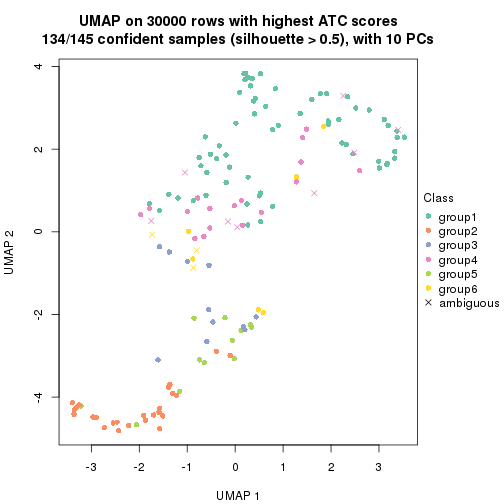 UMAP on 30000 rows with highest ATC scores
134/145 confident samples (silhouette > 0.5), with 10 PCs
4
2
0
-2
-4
UMAP 2
-3
-2
-1
0
1
2
3
UMAP 1
Class
group1
group2
group3
group4
group5
group6
ambiguous